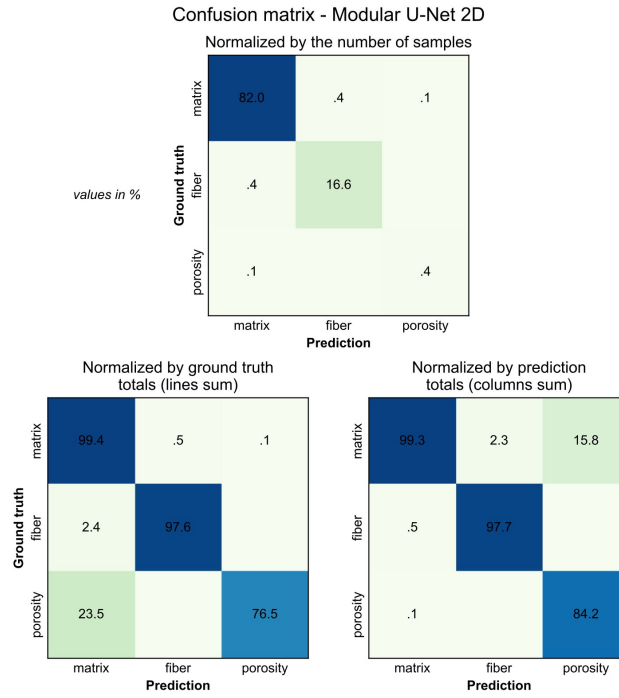 Confusion matrix - Modular U-Net 2D
Normalized by the number of samples
matrix
82.0 .4 .1
values in %
Ground truth
fiber
.4 16.6
porosity
.1 .4
matrix fiber porosity
Prediction
Normalized by ground truth
totals (lines sum)
matrix
99.4 .5 .1
Ground truth
fiber
2.4 97.6
porosity
23.5 76.5
matrix fiber porosity
Prediction
Normalized by prediction
totals (columns sum)
matrix
99.3 2.3 15.8
fiber
.5 97.7
porosity
.1 84.2
matrix fiber porosity
Prediction